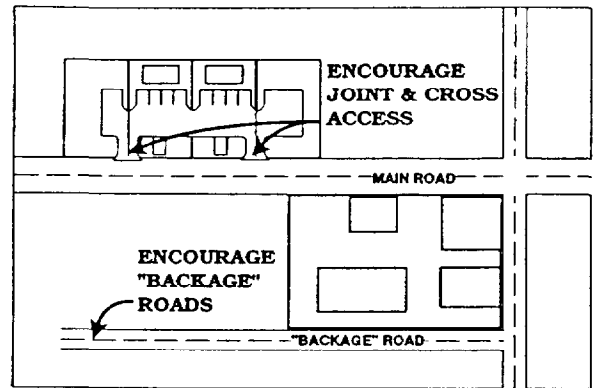 ENCOURAGE
JOINT & CROSS
ACCESS
MAIN ROAD
ENCOURAGE
"BACKAGE"
ROADS
"BACKAGE" ROAD